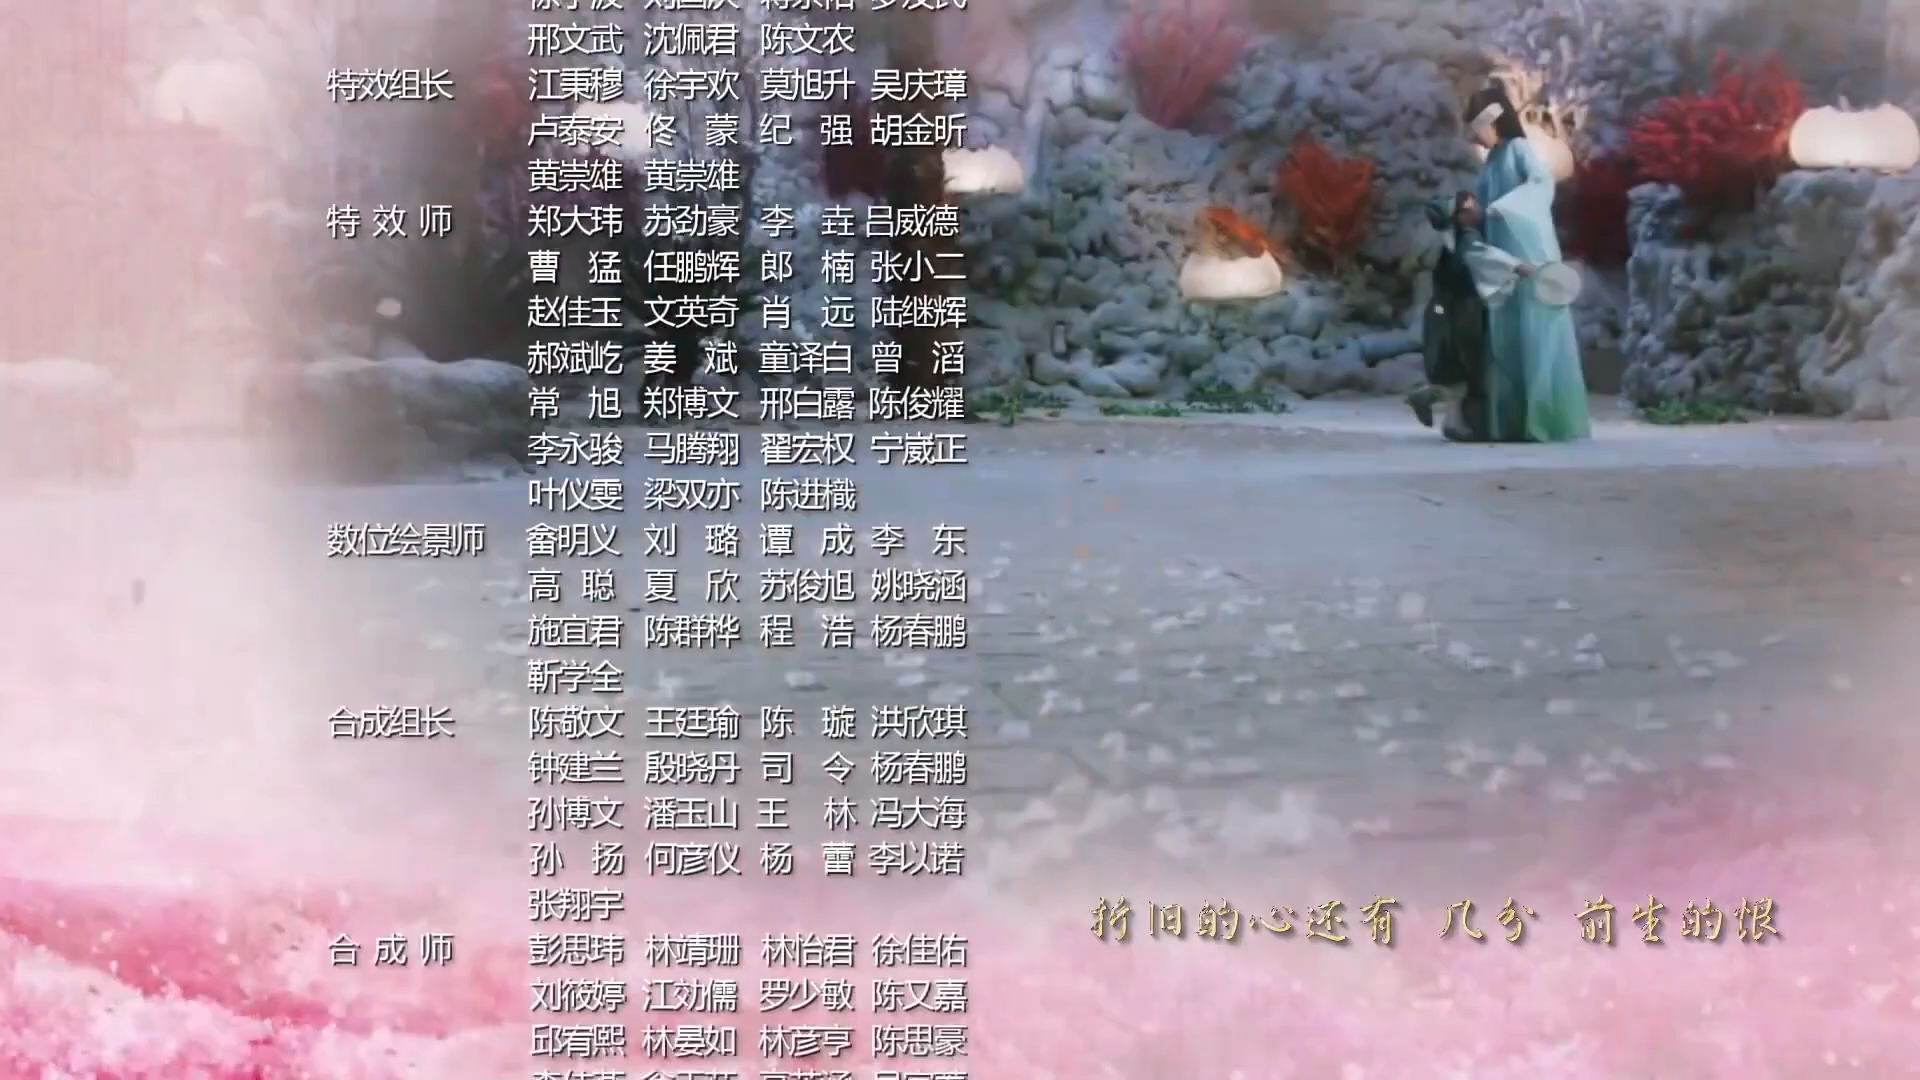 邢文武 沈佩君 陈文农
特效组长 江秉穆 徐宇欢 莫旭升 吴庆璋
卢泰安 佟 蒙 纪 强 胡金昕
黄崇雄 黄崇雄
特效师 郑大玮 苏劲豪 李 垚 吕威德
曹 猛 任鹏辉 郎 楠 张小二
赵佳玉 文英奇 肖 远 陆继辉
郝斌屹 姜 斌 童译白 曾 滔
常 旭 郑博文 邢白露 陈俊耀
李永骏 马腾翔 翟宏权 宁崴正
叶仪雯 梁双亦 陈进樴
数位绘景师 畲明义 刘 璐 谭 成 李 东
高 聪 夏 欣 苏俊旭 姚晓涵
施宜君 陈群桦 程 浩 杨春鹏
靳学全
合成组长 陈敬文 王廷瑜 陈 璇 洪欣琪
钟建兰 殷晓丹 司 令 杨春鹏
孙博文 潘玉山 王 林 冯大海
孙 扬 何彦仪 杨 蕾 李以诺
张翔宇
折旧的心还有 几分 前生的恨
合成师 彭思玮 林靖珊 林怡君 徐佳佑
刘筱婷 江効儒 罗少敏 陈又嘉
邱宥熙 林晏如 林彦亨 陈思豪